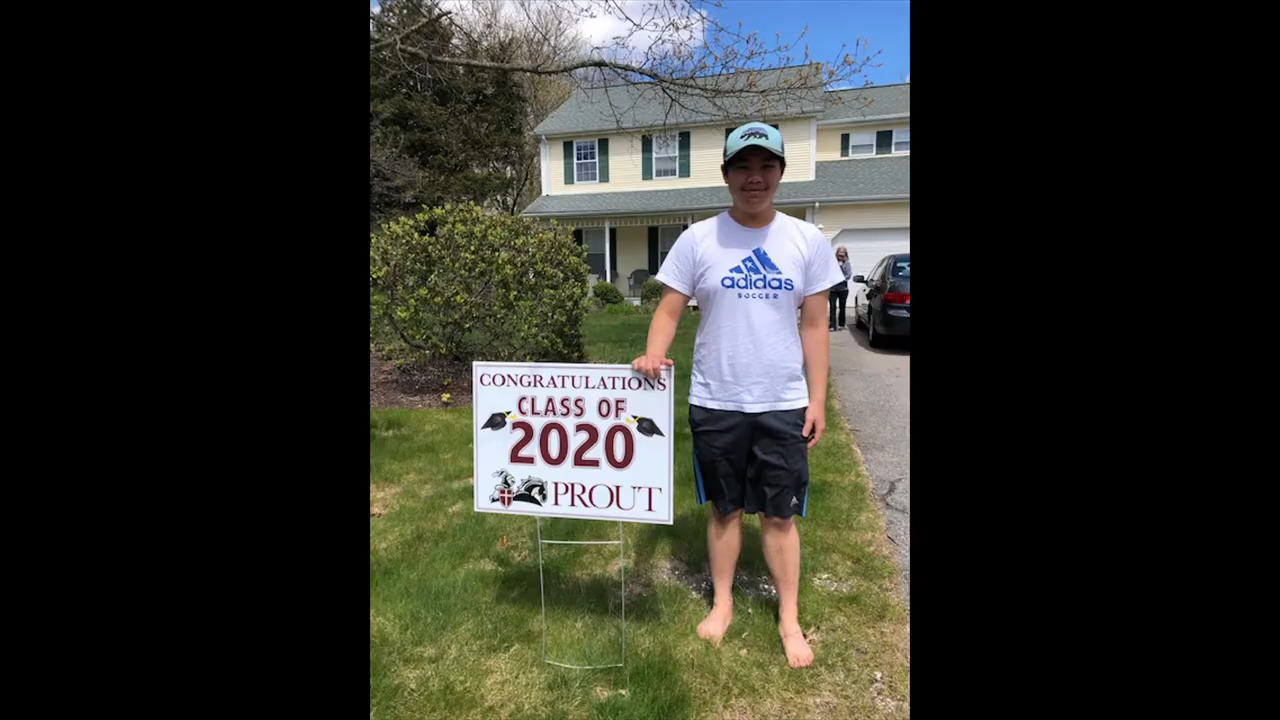 adidas
SOCCER
CONGRATULATIONS
CLASS OF
2020
PROUT